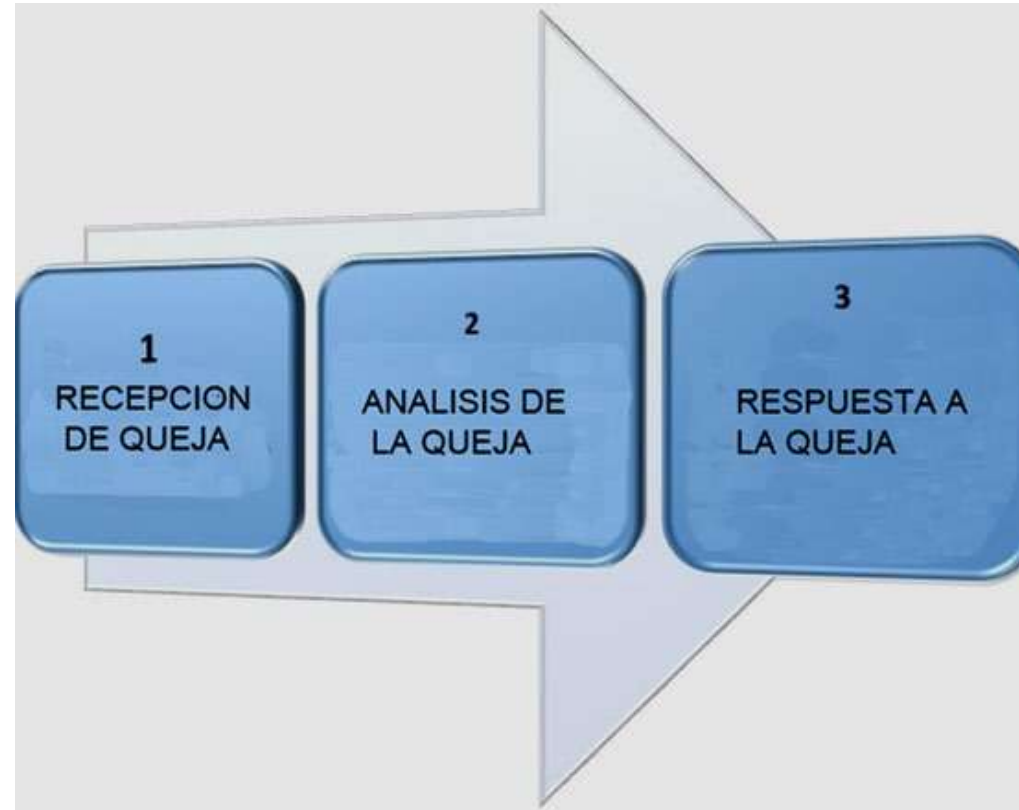 1
RECEPCION
DE QUEJA
2
ANALISIS DE
LA QUEJA
3
RESPUESTA A
LA QUEJA